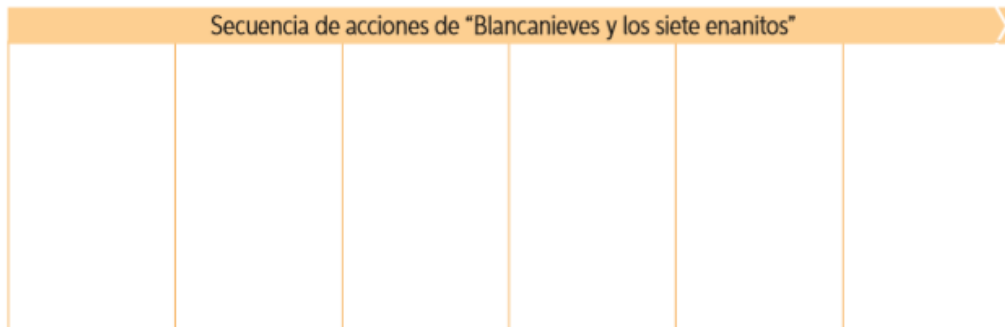 Secuencia de acciones de “Blancanieves y los siete enanitos”